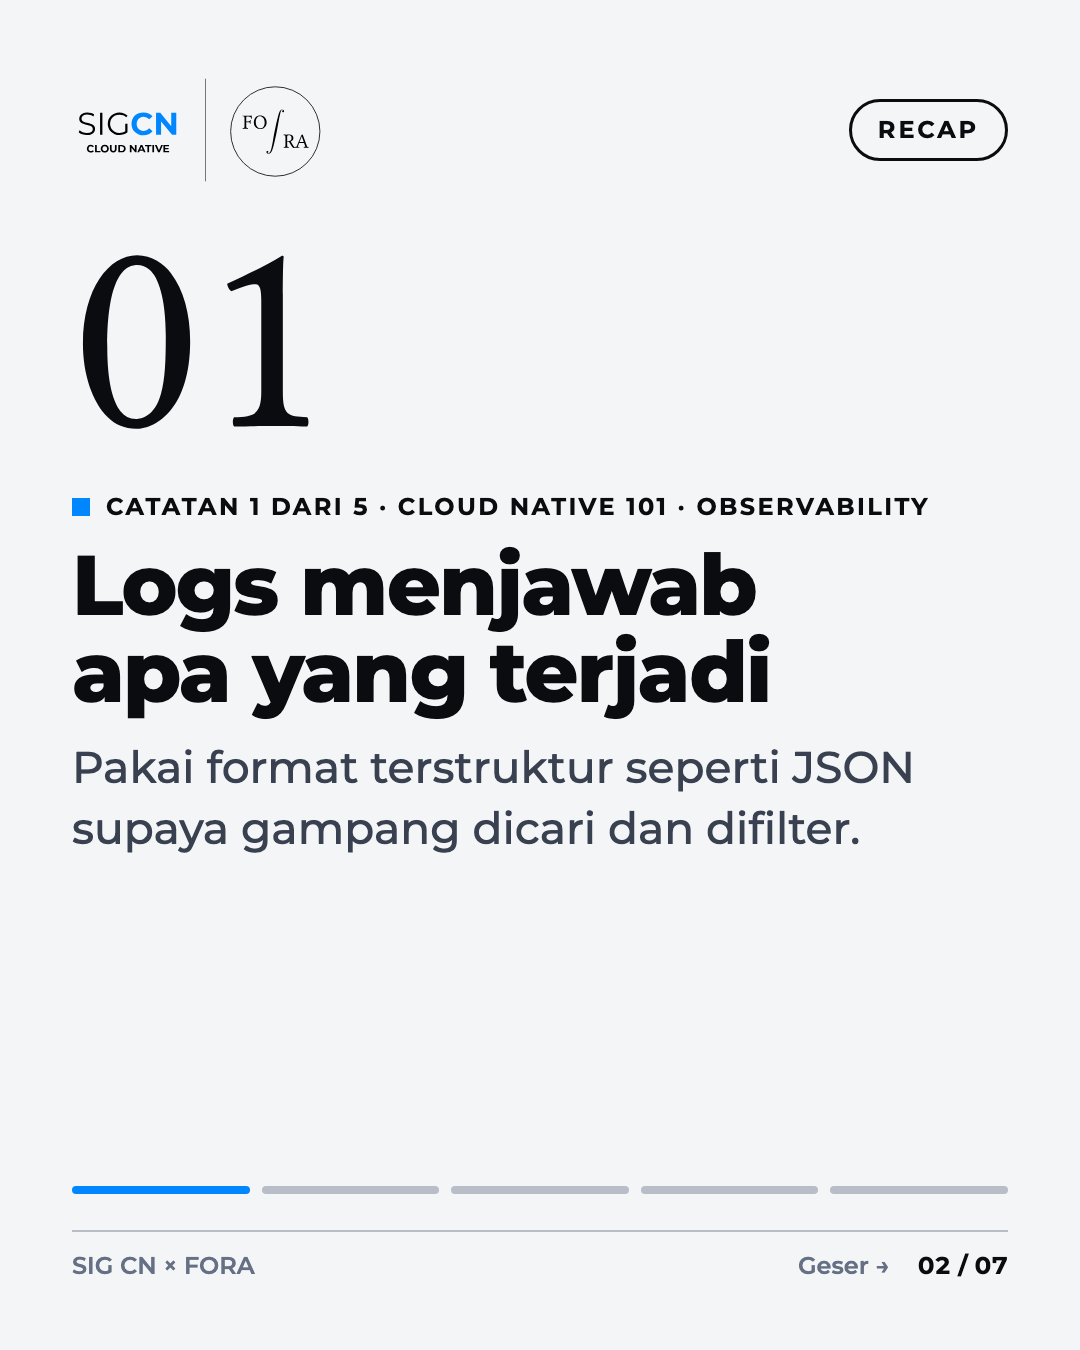 SIGCN
CLOUD NATIVE
FO RA
RECAP
01
CATATAN 1 DARI 5 · CLOUD NATIVE 101 · OBSERVABILITY
Logs menjawab
apa yang terjadi
Pakai format terstruktur seperti JSON
supaya gampang dicari dan difilter.
SIG CN × FORA
Geser → 02 / 07